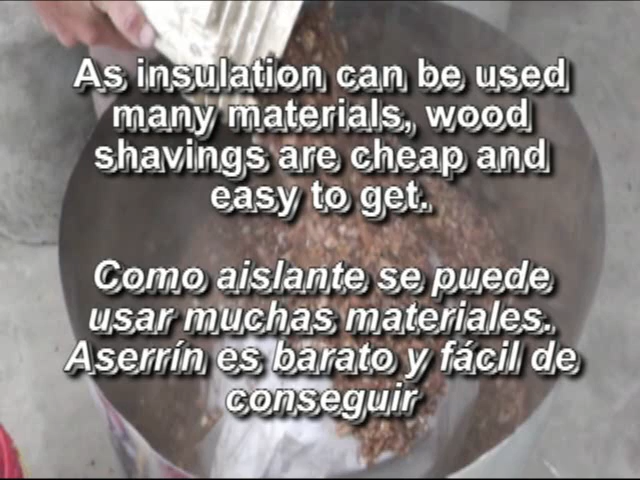 As insulation can be used
many materials, wood
shavings are cheap and
easy to get.
Como aislante se puede
usar muchas materiales.
Aserrín es barato y fácil de
conseguir